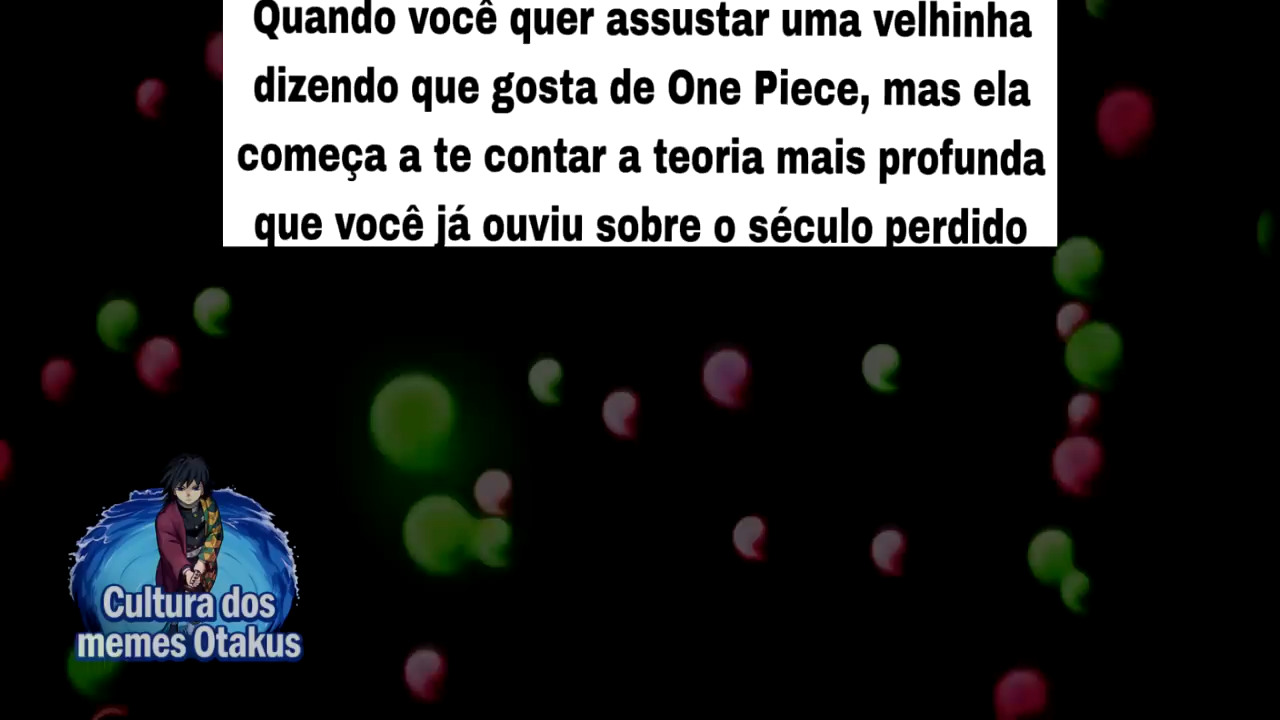 Quando você quer assustar uma velhinha
dizendo que gosta de One Piece, mas ela
começa a te contar a teoria mais profunda
que você já ouviu sobre o século perdido
Cultura dos
memes Otakus